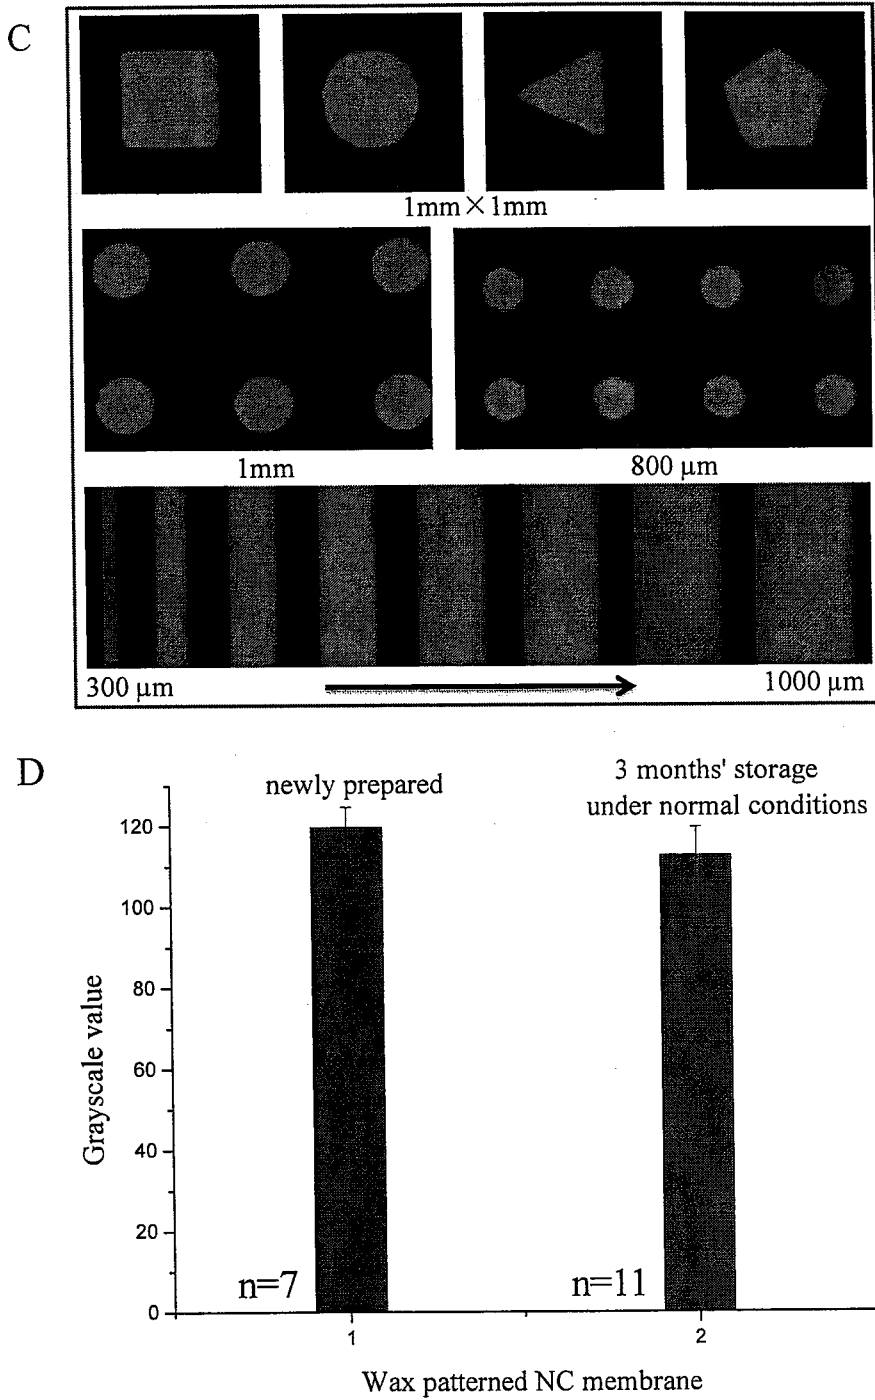 C
1mm×1mm
1mm
800 μm
300 μm
1000 μm
D
newly prepared
3 months' storage
under normal conditions
120
100
80
60
40
20
0
Grayscale value
n=7
n=11
1
2
Wax patterned NC membrane